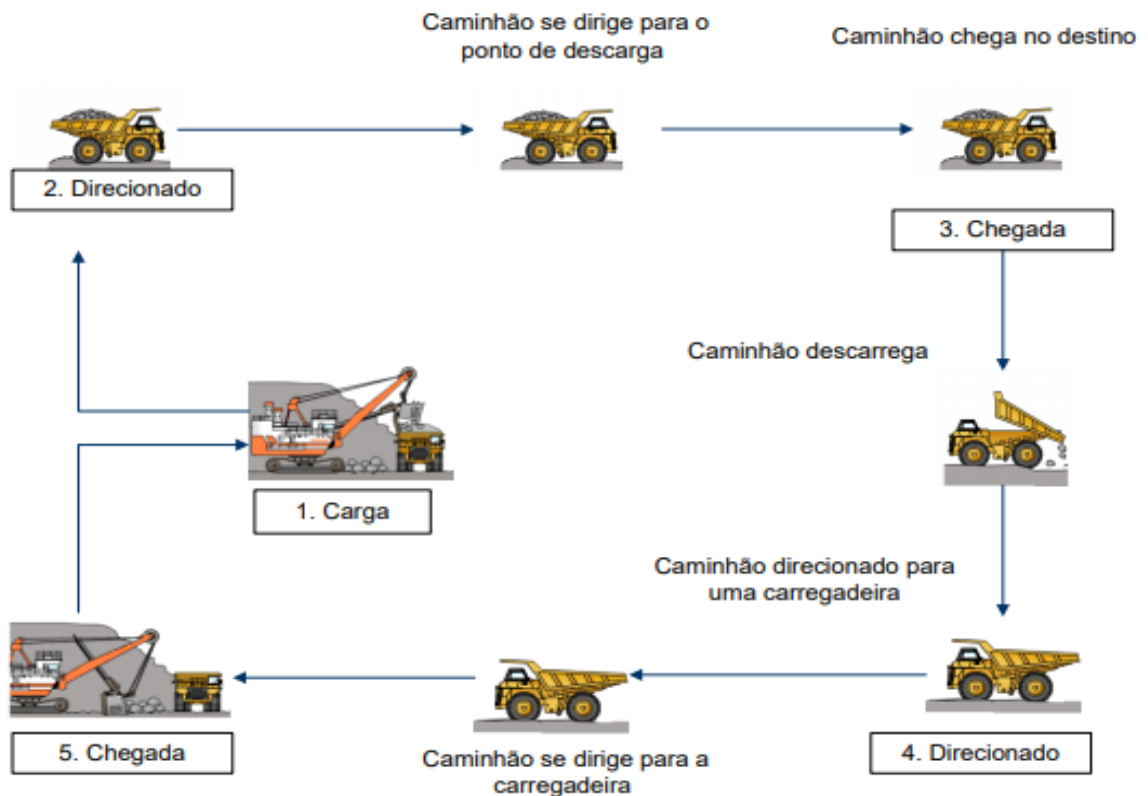 Caminhão se dirige para o
ponto de descarga
Caminhão chega no destino
2. Direcionado
3. Chegada
Caminhão descarrega
1. Carga
Caminhão direcionado para
uma carregadeira
5. Chegada
Caminhão se dirige para a
carregadeira
4. Direcionado